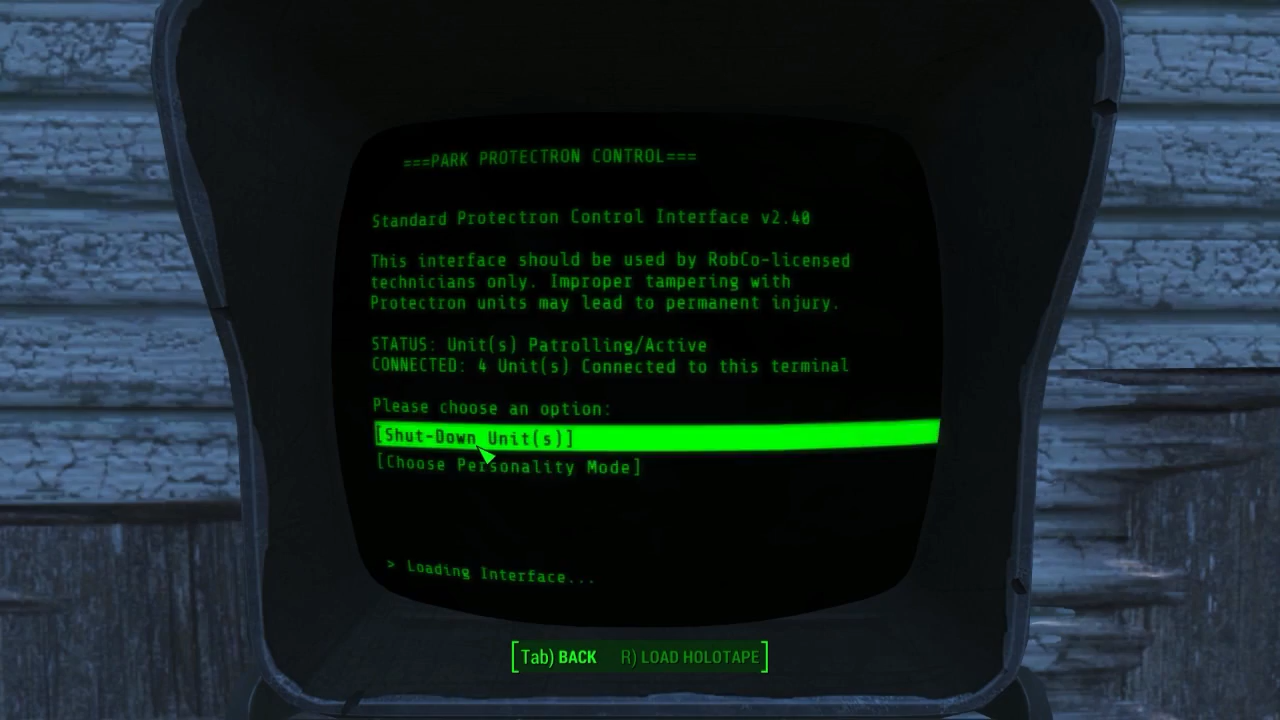 ===PARK PROTECTRON CONTROL===
Standard Protectron Control Interface v2.40
This interface should be used by RobCo-licensed
technicians only. Improper tampering with
Protectron units may lead to permanent injury.
STATUS: Unit(s) Patrolling/Active
CONNECTED: 4 Unit(s) Connected to this terminal
Please choose an option:
[Shut-Down Unit(s)]
[Choose Personality Mode]
> Loading Interface...
[Tab) BACK R) LOAD HOLOTAPE]